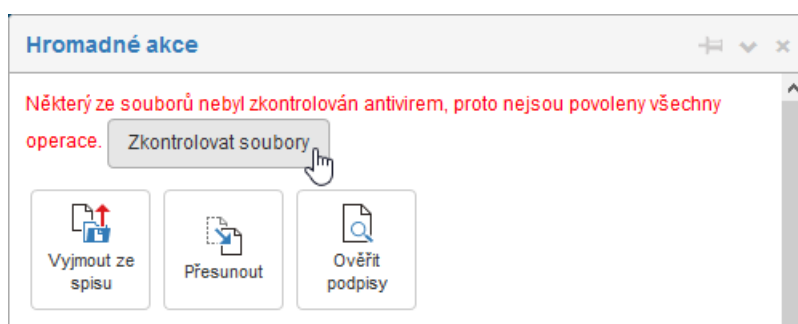 Hromadné akce
Některý ze souborů nebyl zkontrolován antivirem, proto nejsou povoleny všechny
operace. Zkontrolovat soubory
Vyjmout ze
spisu
Přesunout
Ověřit
podpisy